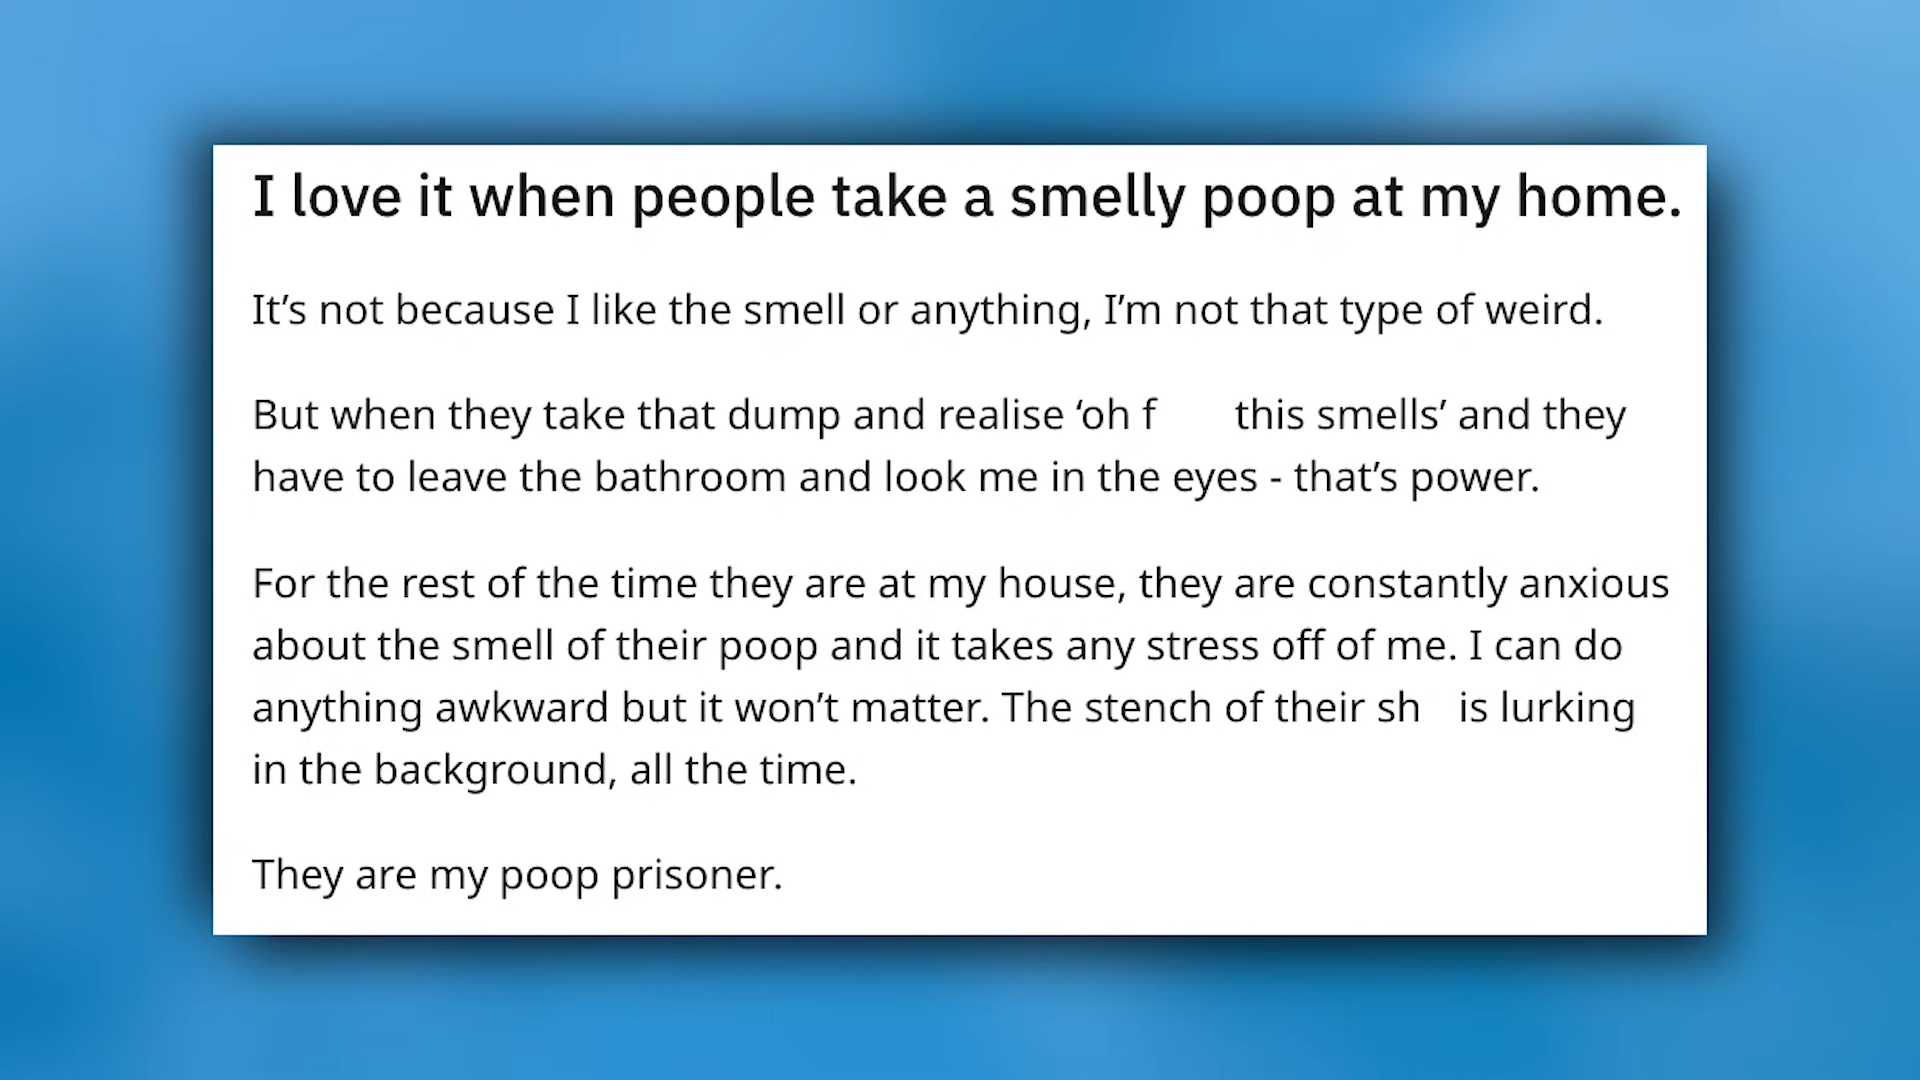 I love it when people take a smelly poop at my home.
It’s not because I like the smell or anything, I’m not that type of weird.
But when they take that dump and realise ‘oh f this smells’ and they
have to leave the bathroom and look me in the eyes - that’s power.
For the rest of the time they are at my house, they are constantly anxious
about the smell of their poop and it takes any stress off of me. I can do
anything awkward but it won’t matter. The stench of their sh is lurking
in the background, all the time.
They are my poop prisoner.